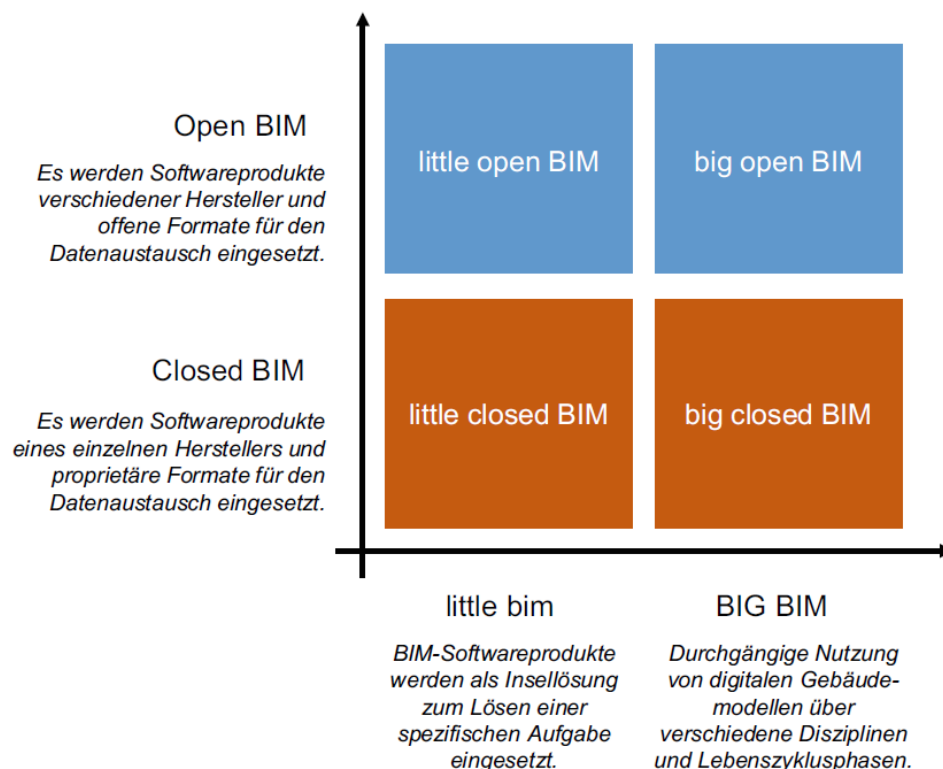 Open BIM
Es werden Softwareprodukte
verschiedener Hersteller und
offene Formate für den
Datenaustausch eingesetzt.
little open BIM
big open BIM
Closed BIM
Es werden Softwareprodukte
eines einzelnen Herstellers und
proprietäre Formate für den
Datenaustausch eingesetzt.
little closed BIM
big closed BIM
little bim
BIM-Softwareprodukte
werden als Insellösung
zum Lösen einer
spezifischen Aufgabe
eingesetzt.
BIG BIM
Durchgängige Nutzung
von digitalen Gebäude-
modellen über
verschiedene Disziplinen
und Lebenszyklusphasen.